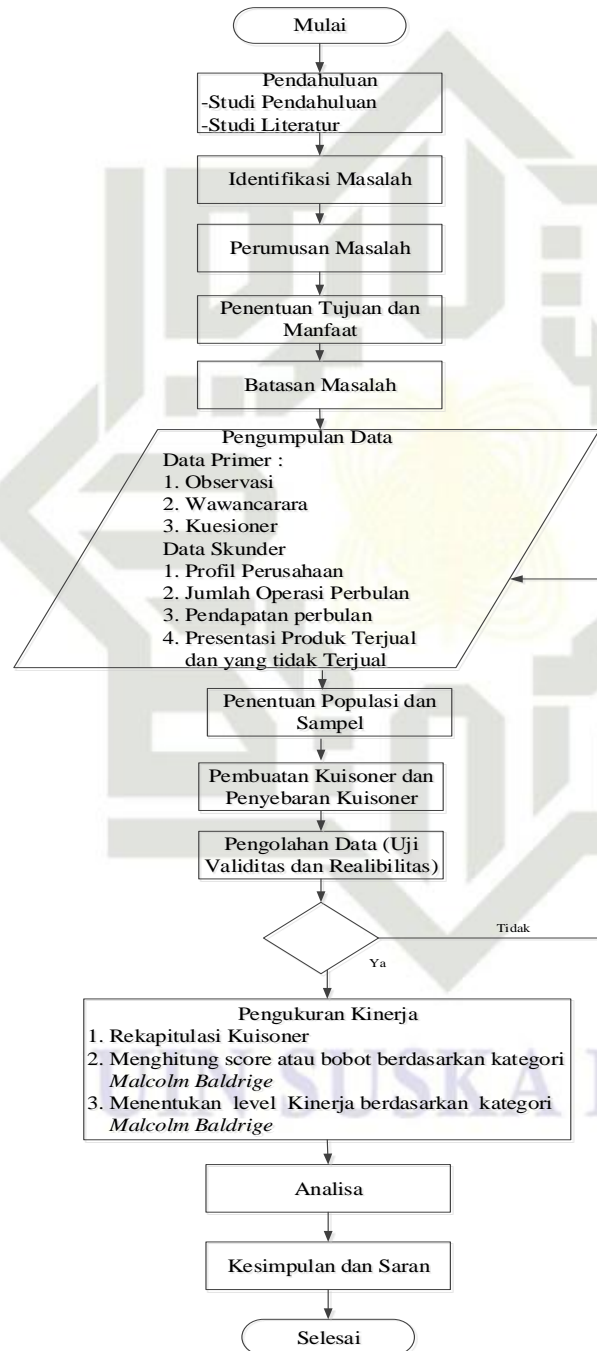 Mulai
Pendahuluan
-Studi Pendahuluan
-Studi Literatur
Identifikasi Masalah
Perumusan Masalah
Penentuan Tujuan dan
Manfaat
Batasan Masalah
Pengumpulan Data
Data Primer :
1. Observasi
2. Wawancarara
3. Kuesioner
Data Skunder
1. Profil Perusahaan
2. Jumlah Operasi Perbulan
3. Pendapatan perbulan
4. Presentasi Produk Terjual
dan yang tidak Terjual
Penentuan Populasi dan
Sampel
Pembuatan Kuisoner dan
Penyebaran Kuisoner
Pengolahan Data (Uji
Validitas dan Realibilitas)
Tidak
Ya
Pengukuran Kinerja
1. Rekapitulasi Kuisoner
2. Menghitung score atau bobot berdasarkan kategori
Malcolm Baldrige
3. Menentukan level Kinerja berdasarkan kategori
Malcolm Baldrige
UIN SUSKA
Analisa
Kesimpulan dan Saran
Selesai